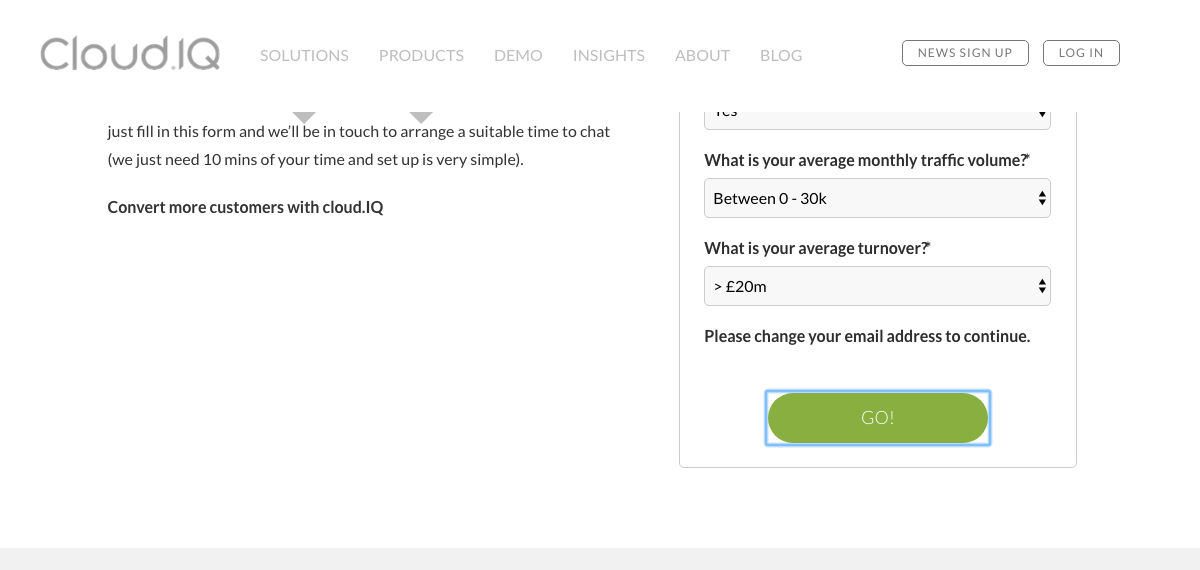 Cloud.IQ
SOLUTIONS PRODUCTS DEMO INSIGHTS ABOUT BLOG
NEWS SIGN UP LOG IN
just fill in this form and we'll be in touch to arrange a suitable time to chat
(we just need 10 mins of your time and set up is very simple).
Convert more customers with cloud.IQ
Yes
What is your average monthly traffic volume?*
Between 0 - 30k
What is your average turnover?*
> £20m
Please change your email address to continue.
GO!